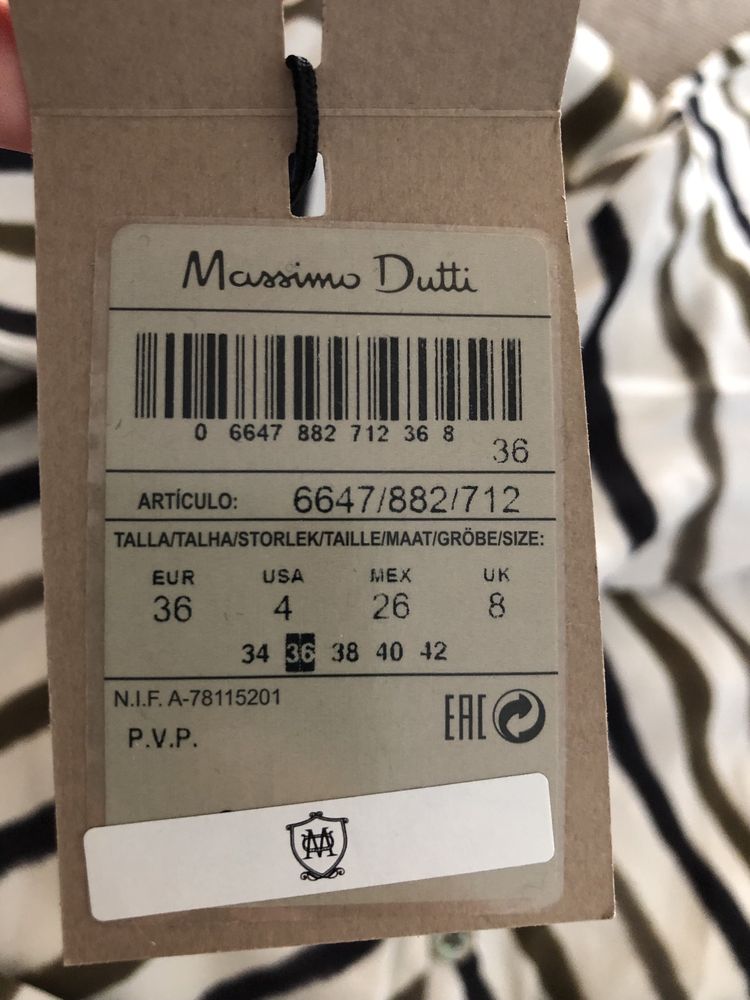 Massimo Dutti
0 6647 882 712 36 8
36
ARTÍCULO: 6647/882/712
TALLA/TALHA/STORLEK/TAILLE/MAAT/GRÖBE/SIZE:
EUR USA MEX UK
36 4 26 8
34 36 38 40 42
N.I.F. A-78115201
EAC
P.V.P.